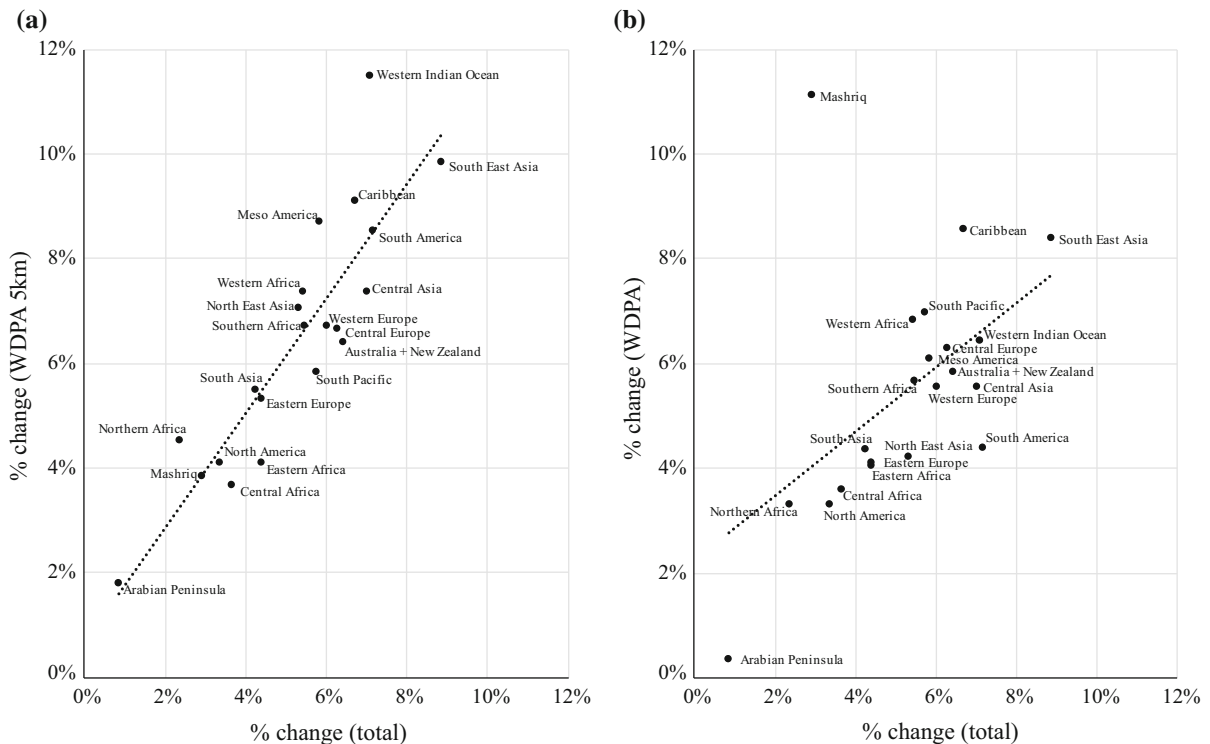 (a)
12%
10%
8%
6%
4%
2%
0%
% change (WDPA 5km)
Western Indian Ocean
South East Asia
Caribbean
Meso America
South America
Western Africa
Central Asia
North East Asia
Southern Africa
Western Europe
Central Europe
Australia + New Zealand
South Asia
South Pacific
Eastern Europe
Northern Africa
North America
Mashriq
Eastern Africa
Central Africa
Arabian Peninsula
0% 2% 4% 6% 8% 10% 12%
% change (total)
(b)
12%
10%
8%
6%
4%
2%
0%
% change (WDPA)
Mashriq
Caribbean
South East Asia
South Pacific
Western Africa
Western Indian Ocean
Central Europe
Meso America
Australia + New Zealand
Southern Africa
Central Asia
Western Europe
South Asia
North East Asia
South America
Eastern Europe
Eastern Africa
Central Africa
Northern Africa
North America
Arabian Peninsula
0% 2% 4% 6% 8% 10% 12%
% change (total)